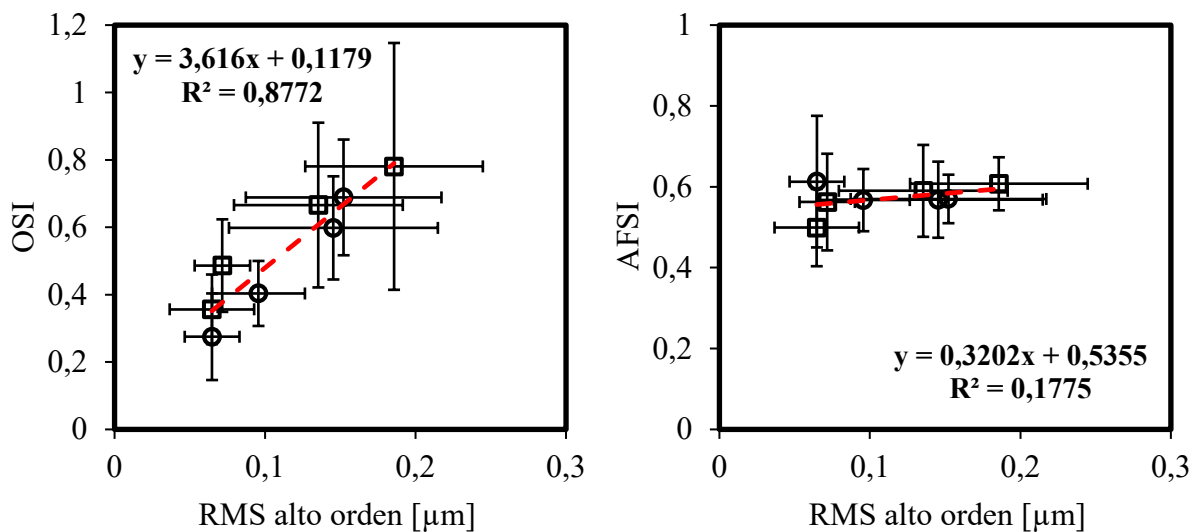 1,2
1
0,8
0,6
0,4
0,2
0
OSI
y = 3,616x + 0,1179
R² = 0,8772
0
0,1
0,2
0,3
RMS alto orden [µm]
1
0,8
0,6
0,4
0,2
0
AFSI
y = 0,3202x + 0,5355
R² = 0,1775
0
0,1
0,2
0,3
RMS alto orden [µm]